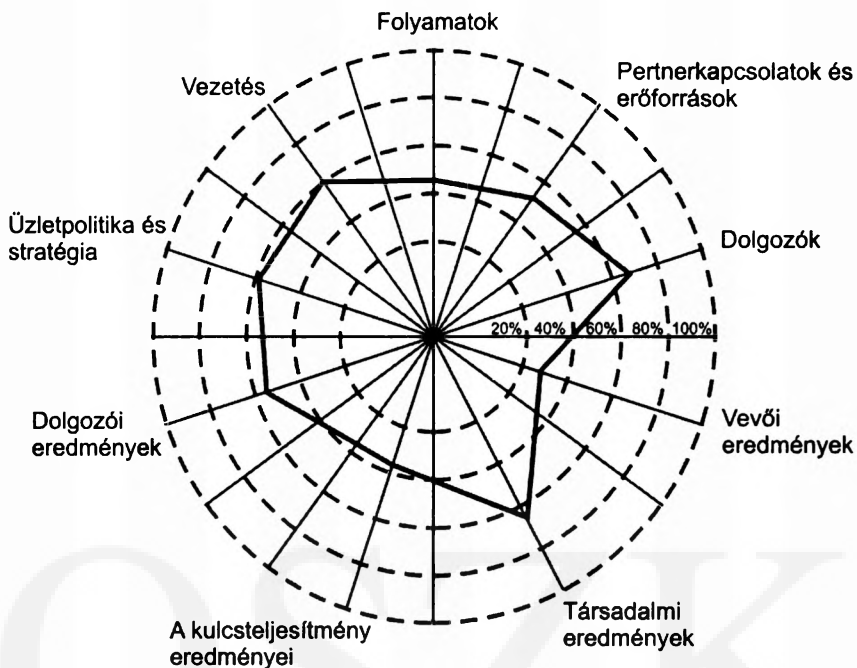 Folyamatok
Pertnerkapcsolatok és
erőforrások
Vezetés
Üzletpolitika és
stratégia
Dolgozók
20% 40% 60% 80% 100%
Dolgozói
eredmények
Vevői
eredmények
A kulcsteljesítmény
eredményei
Társadalmi
eredmények
OSZK